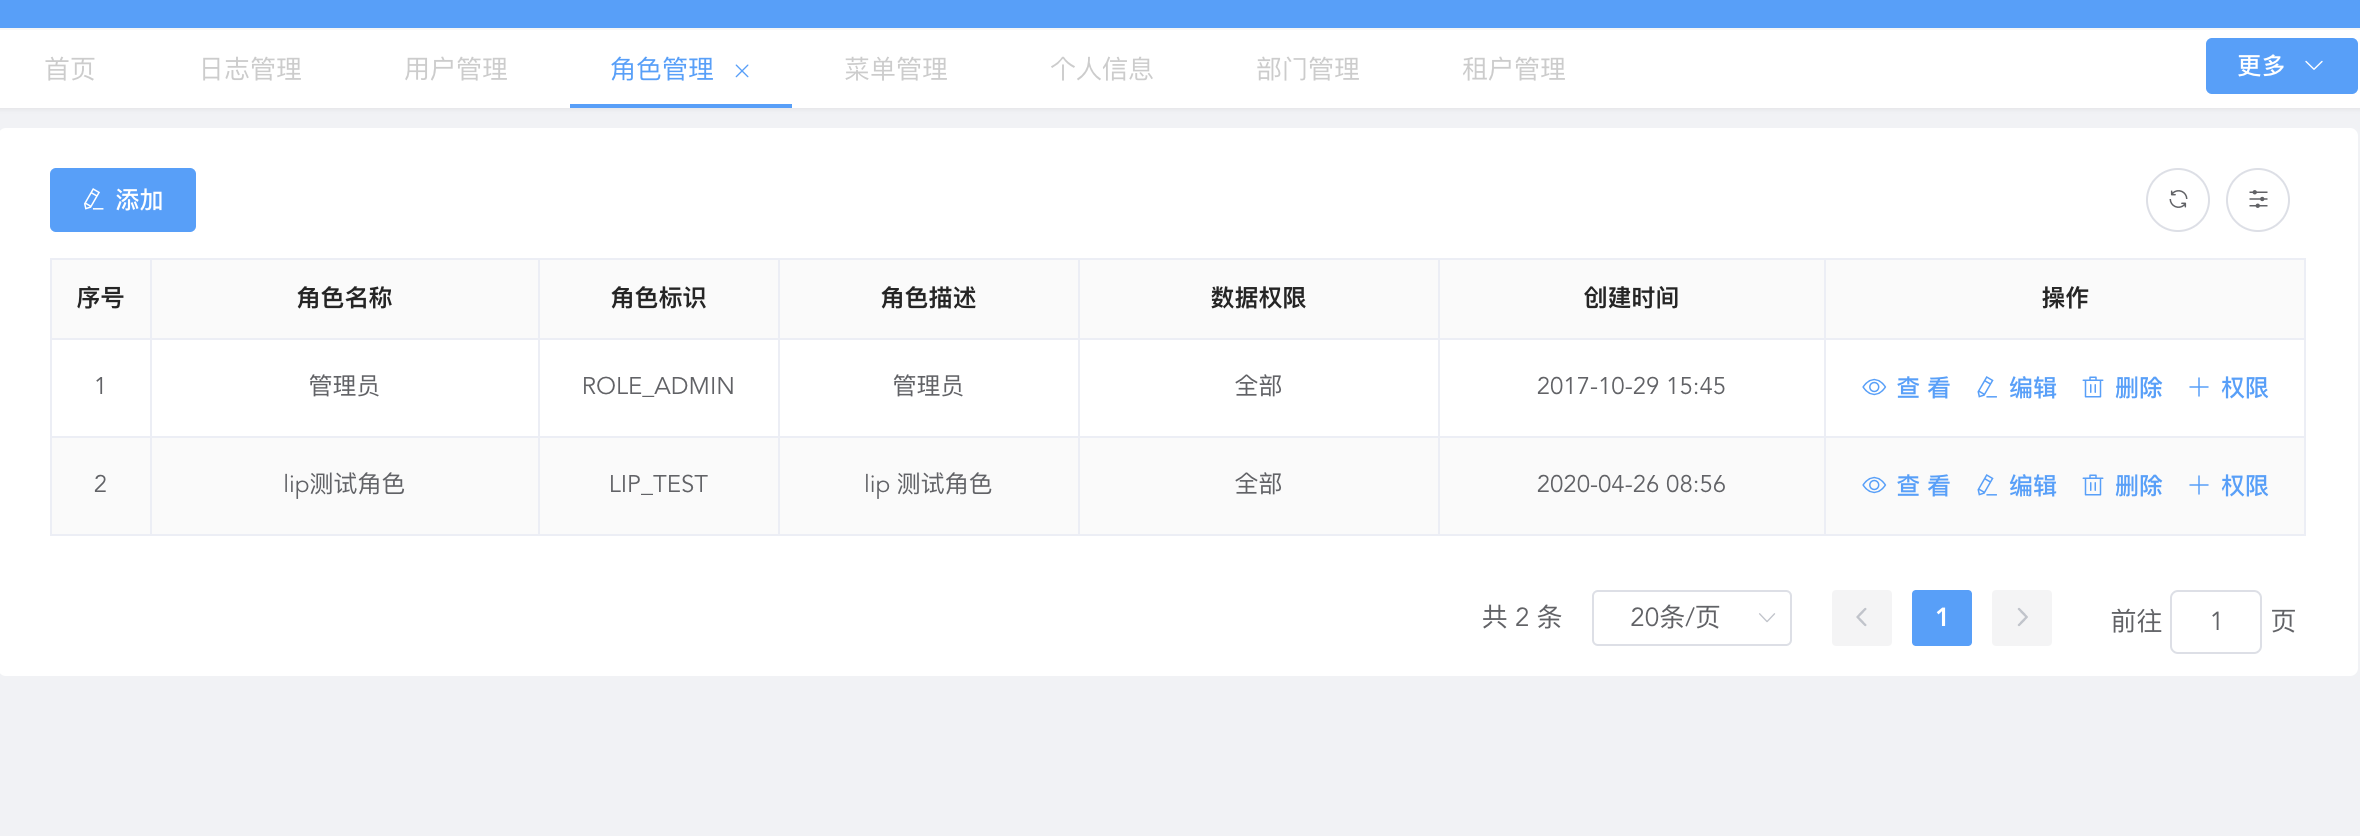 首页 日志管理 用户管理 角色管理 菜单管理 个人信息 部门管理 租户管理 更多
添加
序号 角色名称 角色标识 角色描述 数据权限 创建时间 操作
1 管理员 ROLE_ADMIN 管理员 全部 2017-10-29 15:45 查 看 编辑 删除 权限
2 lip测试角色 LIP_TEST lip 测试角色 全部 2020-04-26 08:56 查 看 编辑 删除 权限
共 2 条 20条/页 1 前往 1 页